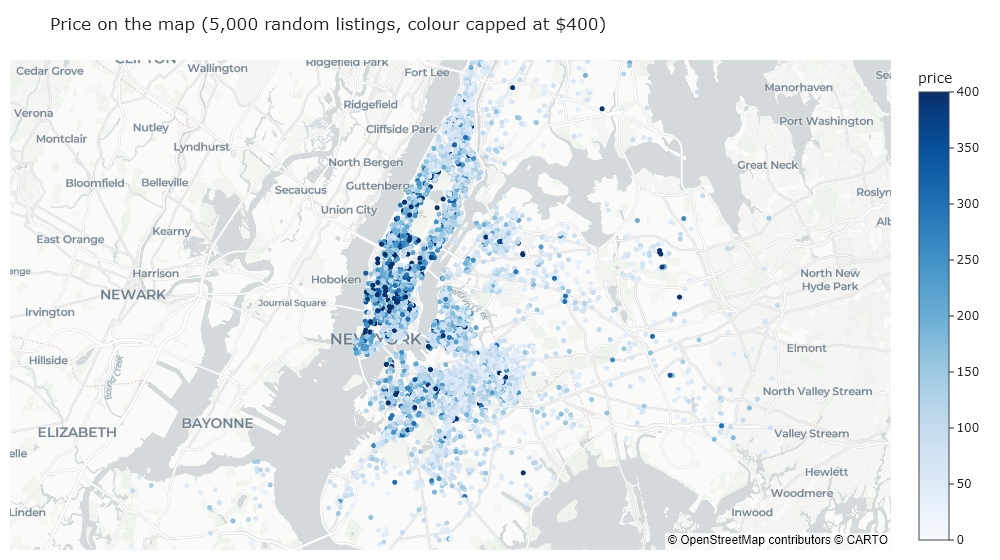 Price on the map (5,000 random listings, colour capped at $400)
CLIFTON
Ridgefield Park
Cedar Grove
Wallington
Fort Lee
Manorhaven
Verona
Ridgefield
Port Washington
Nutley
Cliffside Park
Montclair
Lyndhurst
North Bergen
Great Neck
Bloomfield
Belleville
Secaucus
Guttenberg
Roslyn
Union City
Kearny
East Orange
Harrison
Hoboken
North New
Hyde Park
NEWARK
Journal Square
Irvington
NEW YORK
Elmont
Hillside
North Valley Stream
BAYONNE
ELIZABETH
Valley Stream
Hewlett
Woodmere
Linden
Inwood
© OpenStreetMap contributors © CARTO
price
400
350
300
250
200
150
100
50
0